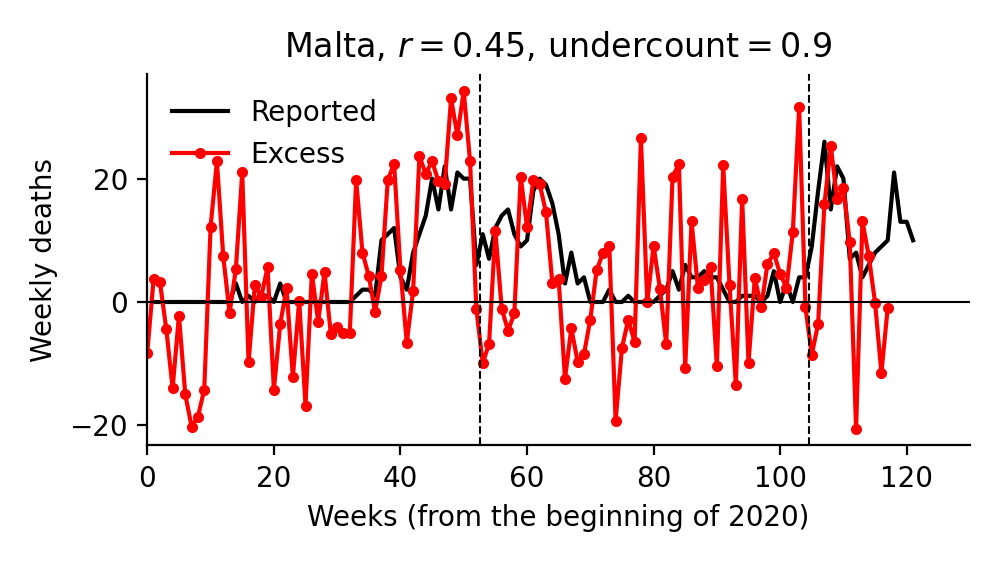 Malta, r = 0.45, undercount = 0.9
Reported
Excess
Weekly deaths
20
0
−20
0 20 40 60 80 100 120
Weeks (from the beginning of 2020)